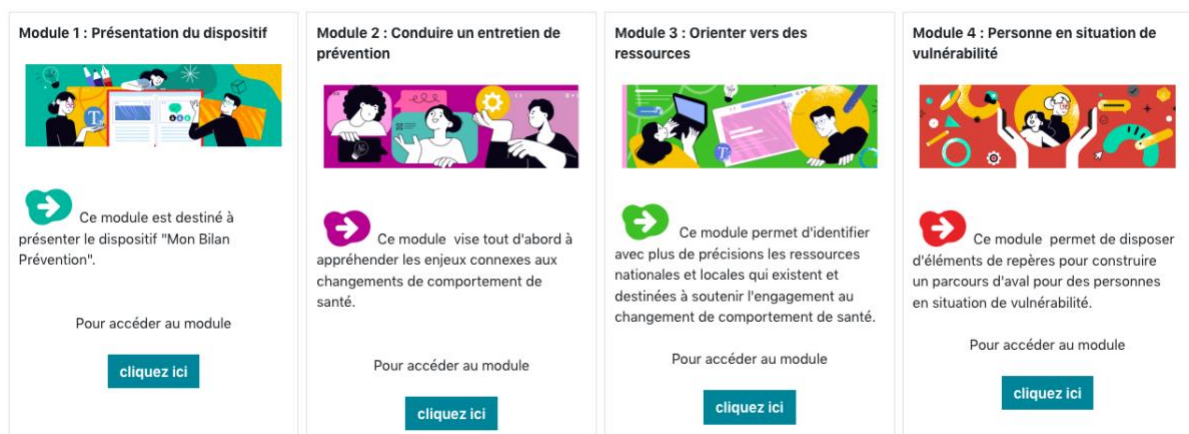 Module 1 : Présentation du dispositif
Ce module est destiné à
présenter le dispositif "Mon Bilan
Prévention".
Pour accéder au module
cliquez ici
Module 2 : Conduire un entretien de
prévention
Ce module vise tout d'abord à
appréhender les enjeux connexes aux
changements de comportement de
santé.
Pour accéder au module
cliquez ici
Module 3 : Orienter vers des
ressources
Ce module permet d'identifier
avec plus de précisions les ressources
nationales et locales qui existent et
destinées à soutenir l'engagement au
changement de comportement de santé.
Pour accéder au module
cliquez ici
Module 4 : Personne en situation de
vulnérabilité
Ce module permet de disposer
d'éléments de repères pour construire
un parcours d'aval pour des personnes
en situation de vulnérabilité.
Pour accéder au module
cliquez ici